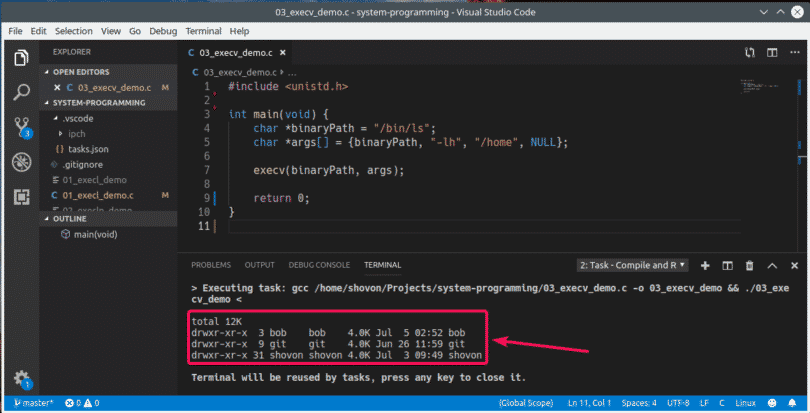 03_execv_demo.c - system-programming - Visual Studio Code
File Edit Selection View Go Debug Terminal Help
EXPLORER
OPEN EDITORS
03_execv_demo.c M
SYSTEM-PROGRAMMING
.vscode
ipch
tasks.json
.gitignore
01_execl_demo
01_execl_demo.c M
02_execlp_demo
OUTLINE
main(void)
3
1
03_execv_demo.c
03_execv_demo.c › ...
1 #include <unistd.h>
2
3 int main(void) {
4 char *binaryPath = "/bin/ls";
5 char *args[] = {binaryPath, "-lh", "/home", NULL};
6
7 execv(binaryPath, args);
8
9 return 0;
10 }
11
PROBLEMS OUTPUT DEBUG CONSOLE TERMINAL 2: Task - Compile and R
> Executing task: gcc /home/shovon/Projects/system-programming/03_execv_demo.c -o 03_execv_demo && ./03_exe
cv_demo <
total 12K
drwxr-xr-x 3 bob bob 4.0K Jul 5 02:52 bob
drwxr-xr-x 9 git git 4.0K Jun 26 11:59 git
drwxr-xr-x 31 shovon shovon 4.0K Jul 3 09:49 shovon
Terminal will be reused by tasks, press any key to close it.
master* 0 0 (Global Scope) Ln 11, Col 1 Spaces: 4 UTF-8 LF C Linux